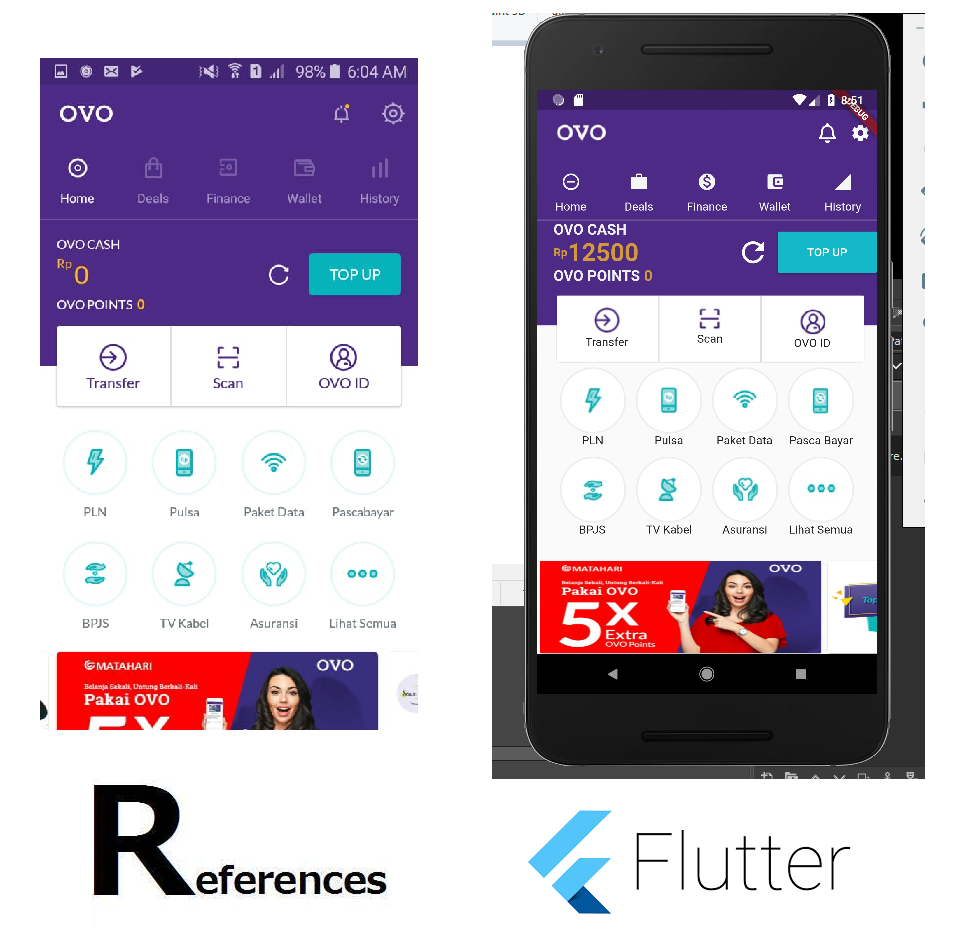 98% 6:04 AM
OVO
Home Deals Finance Wallet History
OVO CASH
Rp 0
TOP UP
OVO POINTS 0
Transfer Scan OVO ID
PLN Pulsa Paket Data Pascabayar
BPJS TV Kabel Asuransi Lihat Semua
MATAHARI OVO
Belanja Sekali, Untung Berkali-Kali
Pakai OVO
5X
References
8:51
DEBUG
OVO
Home Deals Finance Wallet History
OVO CASH
Rp 12500
TOP UP
OVO POINTS 0
Transfer Scan OVO ID
PLN Pulsa Paket Data Pasca Bayar
BPJS TV Kabel Asuransi Lihat Semua
MATAHARI OVO
Belanja Sekali, Untung Berkali-Kali
Pakai OVO
5X
Extra
OVO Points
Top
Flutter